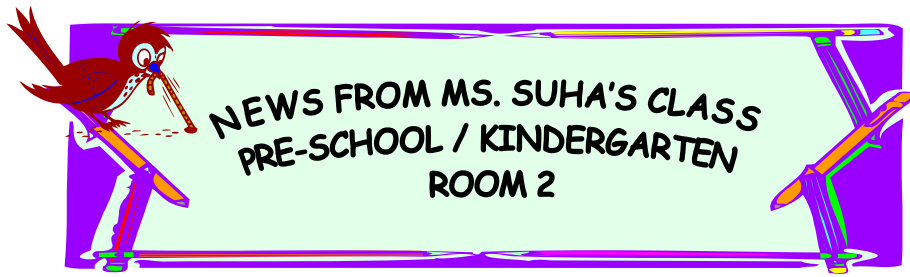 NEWS FROM MS. SUHA'S CLASS
PRE-SCHOOL / KINDERGARTEN
ROOM 2